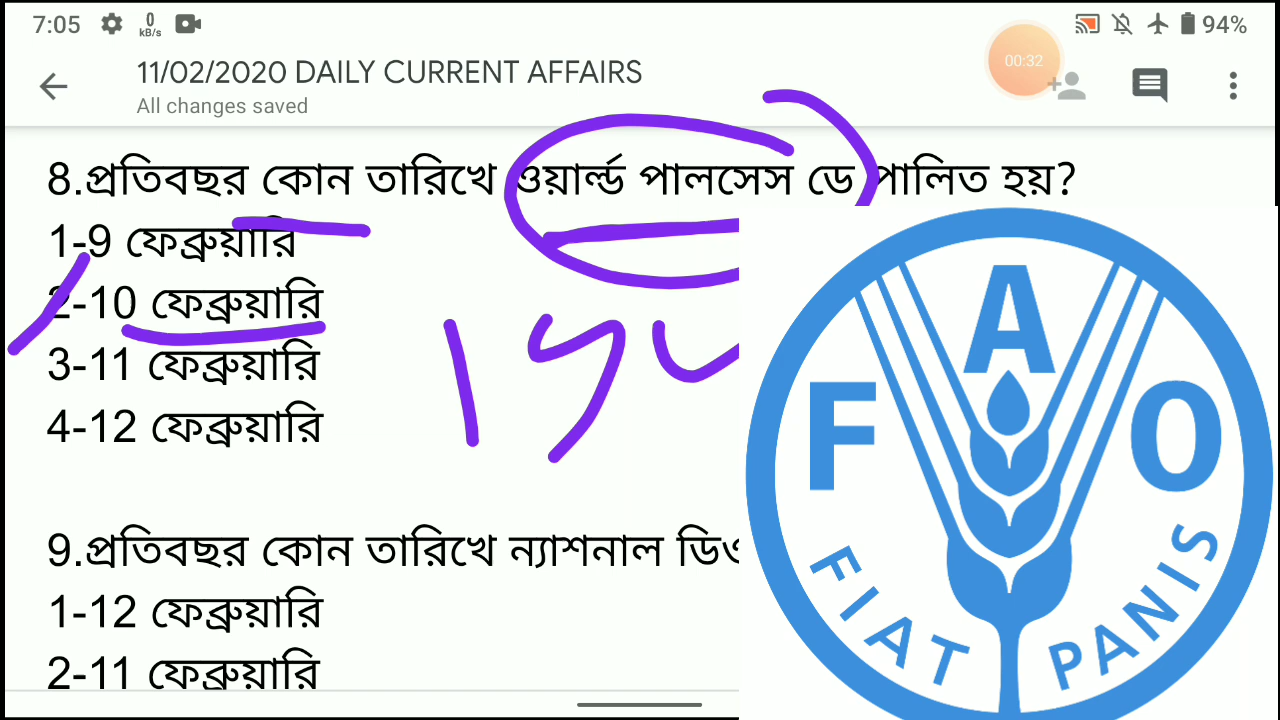 7:05 0 kB/s 94%
11/02/2020 DAILY CURRENT AFFAIRS
All changes saved
00:32
8.প্রতিবছর কোন তারিখে ওয়ার্ল্ড পালসেস ডে পালিত হয়?
1-9 ফেব্রুয়ারি
2-10 ফেব্রুয়ারি
3-11 ফেব্রুয়ারি
4-12 ফেব্রুয়ারি
9.প্রতিবছর কোন তারিখে ন্যাশনাল
1-12 ফেব্রুয়ারি
2-11 ফেব্রুয়ারি
F A O
FIAT PANIS